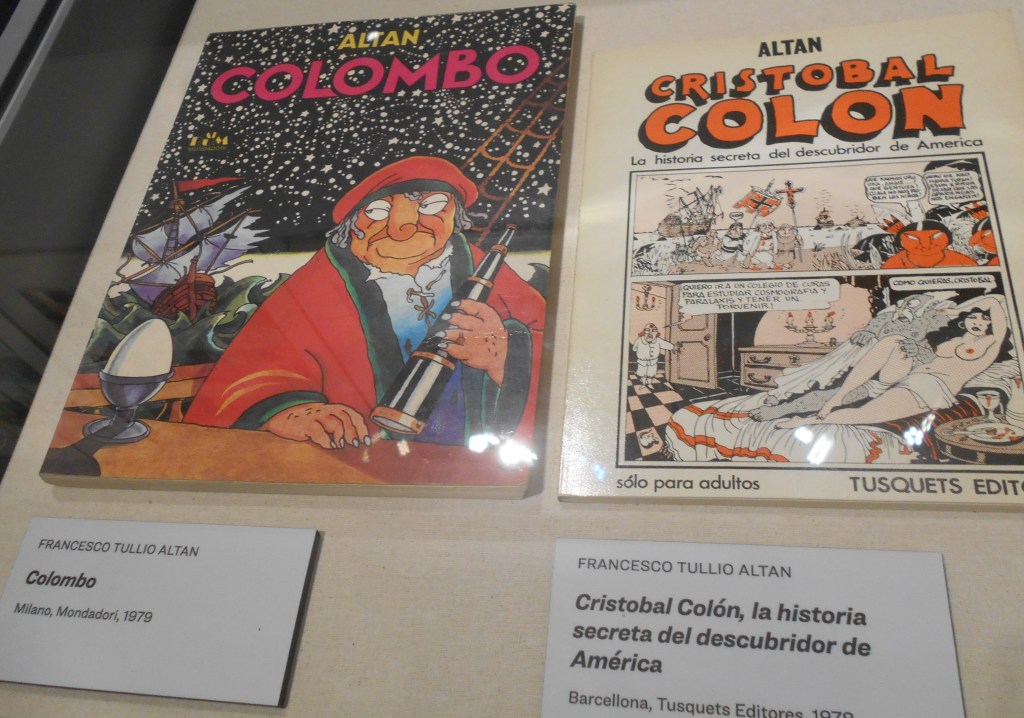 ALTAN
COLOMBO
ALTAN
CRISTOBAL
COLON
La historia secreta del descubridor de America
QUIERO IR A UN COLEGIO DE CURAS
PARA ESTUDIAR COSMOGRAFIA Y
PARALAXIS Y TENER UN
PORVENIR!
COMO QUIERAS, CRISTOBAL
sólo para adultos
TUSQUETS EDITO
FRANCESCO TULLIO ALTAN
Colombo
Milano, Mondadori, 1979
FRANCESCO TULLIO ALTAN
Cristobal Colón, la historia
secreta del descubridor de
América
Barcellona, Tusquets Editores, 1979